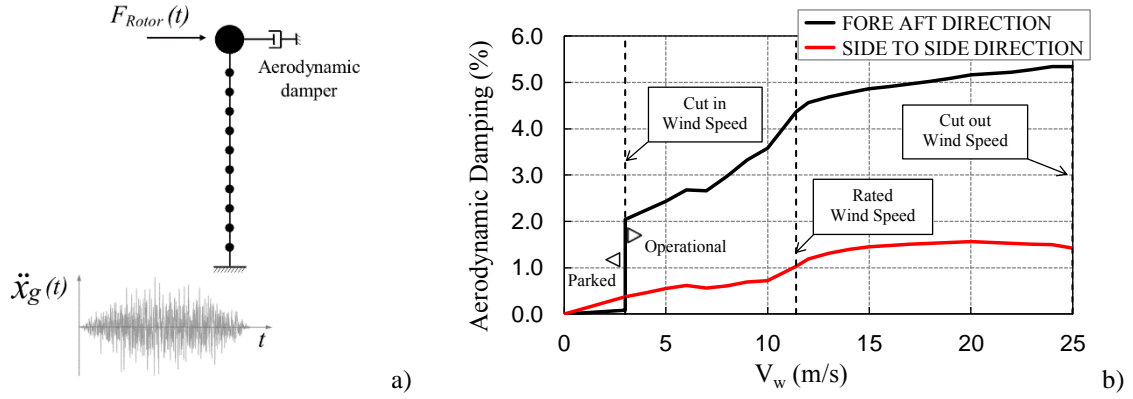 F_Rotor (t)
Aerodynamic
damper
ẍ_g (t)
t
a)
FORE AFT DIRECTION
SIDE TO SIDE DIRECTION
Aerodynamic Damping (%)
6.0
5.0
4.0
3.0
2.0
1.0
0.0
Cut in
Wind Speed
Cut out
Wind Speed
Rated
Wind Speed
Operational
Parked
0
5
10
15
20
25
V_w (m/s)
b)